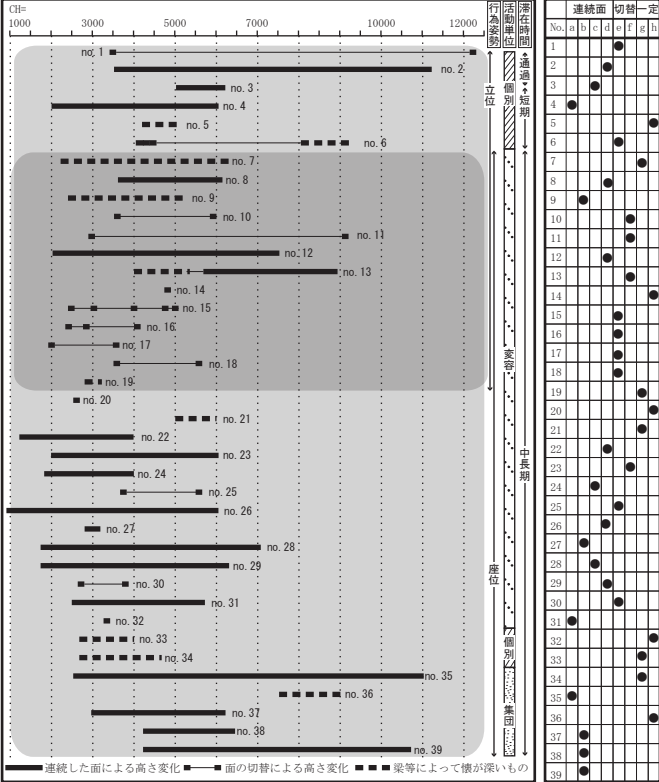 CH=
1000 3000 5000 7000 10000 12000
行為姿勢
活動単位
滞在時間
no. 1
no. 2
no. 3
no. 4
no. 5
no. 6
no. 7
no. 8
no. 9
no. 10
no. 11
no. 12
no. 13
no. 14
no. 15
no. 16
no. 17
no. 18
no. 19
no. 20
no. 21
no. 22
no. 23
no. 24
no. 25
no. 26
no. 27
no. 28
no. 29
no. 30
no. 31
no. 32
no. 33
no. 34
no. 35
no. 36
no. 37
no. 38
no. 39
立位
座位
個別
変容
個別
集団
通過
短期
中長期
連続した面による高さ変化 面の切替による高さ変化 梁等によって懐が深いもの
連続面 切替 一定
No. a b c d e f g h
1
2
3
4
5
6
7
8
9
10
11
12
13
14
15
16
17
18
19
20
21
22
23
24
25
26
27
28
29
30
31
32
33
34
35
36
37
38
39